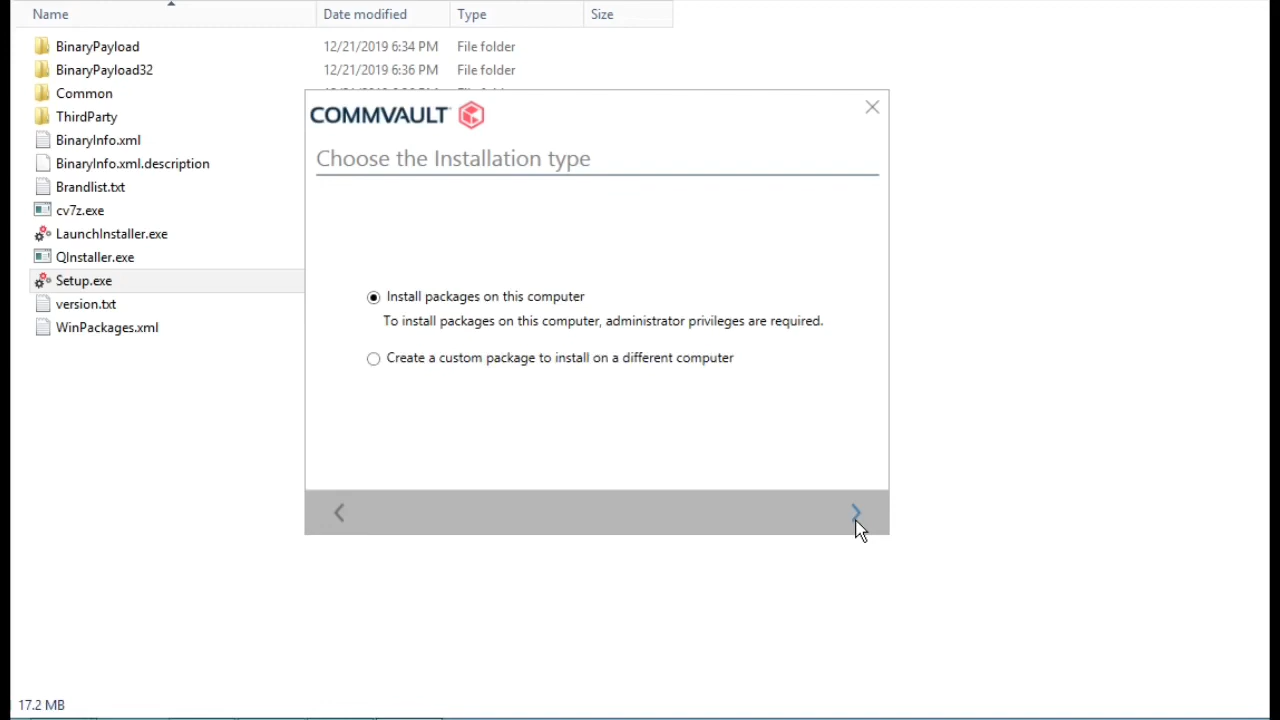 Name Date modified Type Size
BinaryPayload 12/21/2019 6:34 PM File folder
BinaryPayload32 12/21/2019 6:36 PM File folder
Common
ThirdParty
BinaryInfo.xml
BinaryInfo.xml.description
Brandlist.txt
cv7z.exe
LaunchInstaller.exe
QInstaller.exe
Setup.exe
version.txt
WinPackages.xml
COMMVAULT
Choose the Installation type
Install packages on this computer
To install packages on this computer, administrator privileges are required.
Create a custom package to install on a different computer
17.2 MB